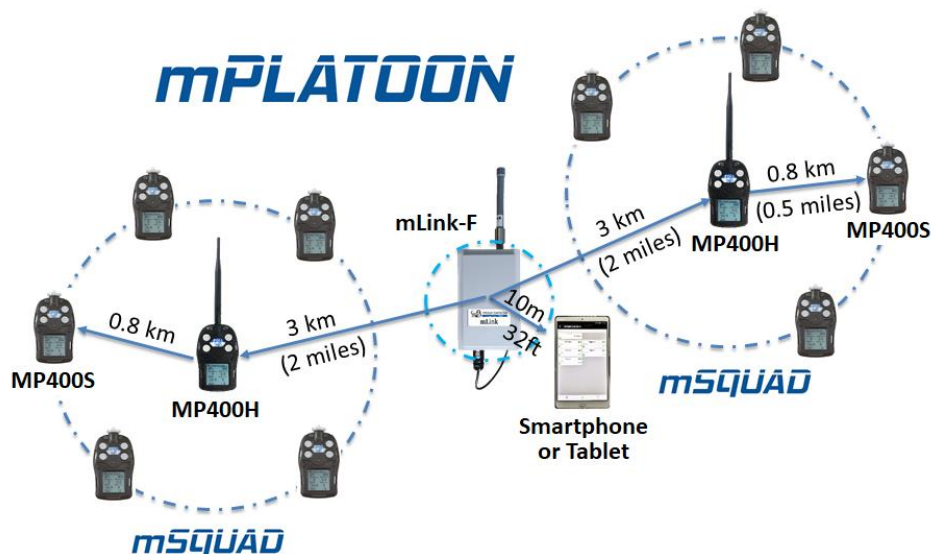 mPLATOON
mLink-F
0.8 km
(0.5 miles)
MP400H
MP400S
3 km
(2 miles)
10m
32ft
mLink
3 km
(2 miles)
0.8 km
MP400S
MP400H
mSQUAD
Smartphone
or Tablet
mSQUAD